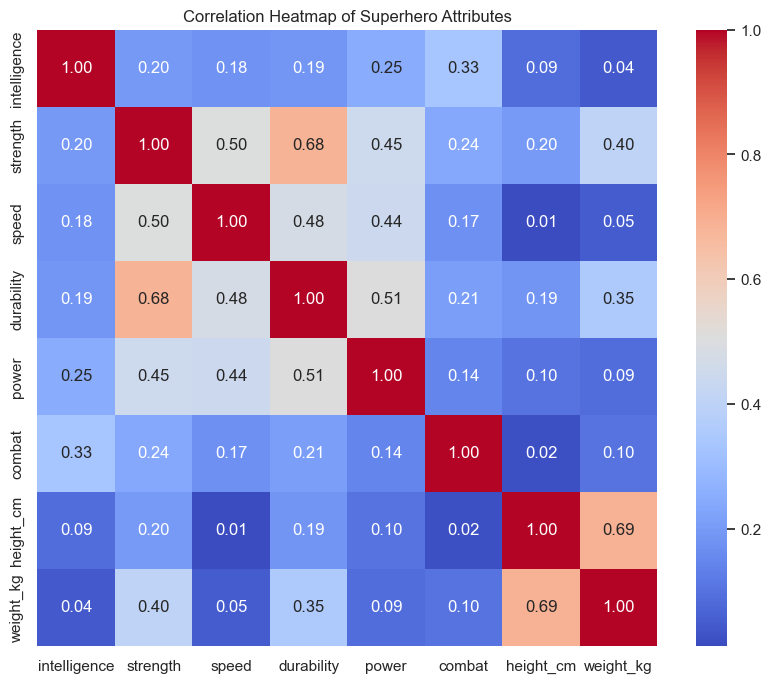 Correlation Heatmap of Superhero Attributes
intelligence 1.00 0.20 0.18 0.19 0.25 0.33 0.09 0.04
strength 0.20 1.00 0.50 0.68 0.45 0.24 0.20 0.40
speed 0.18 0.50 1.00 0.48 0.44 0.17 0.01 0.05
durability 0.19 0.68 0.48 1.00 0.51 0.21 0.19 0.35
power 0.25 0.45 0.44 0.51 1.00 0.14 0.10 0.09
combat 0.33 0.24 0.17 0.21 0.14 1.00 0.02 0.10
height_cm 0.09 0.20 0.01 0.19 0.10 0.02 1.00 0.69
weight_kg 0.04 0.40 0.05 0.35 0.09 0.10 0.69 1.00
intelligence strength speed durability power combat height_cm weight_kg
1.0
0.8
0.6
0.4
0.2